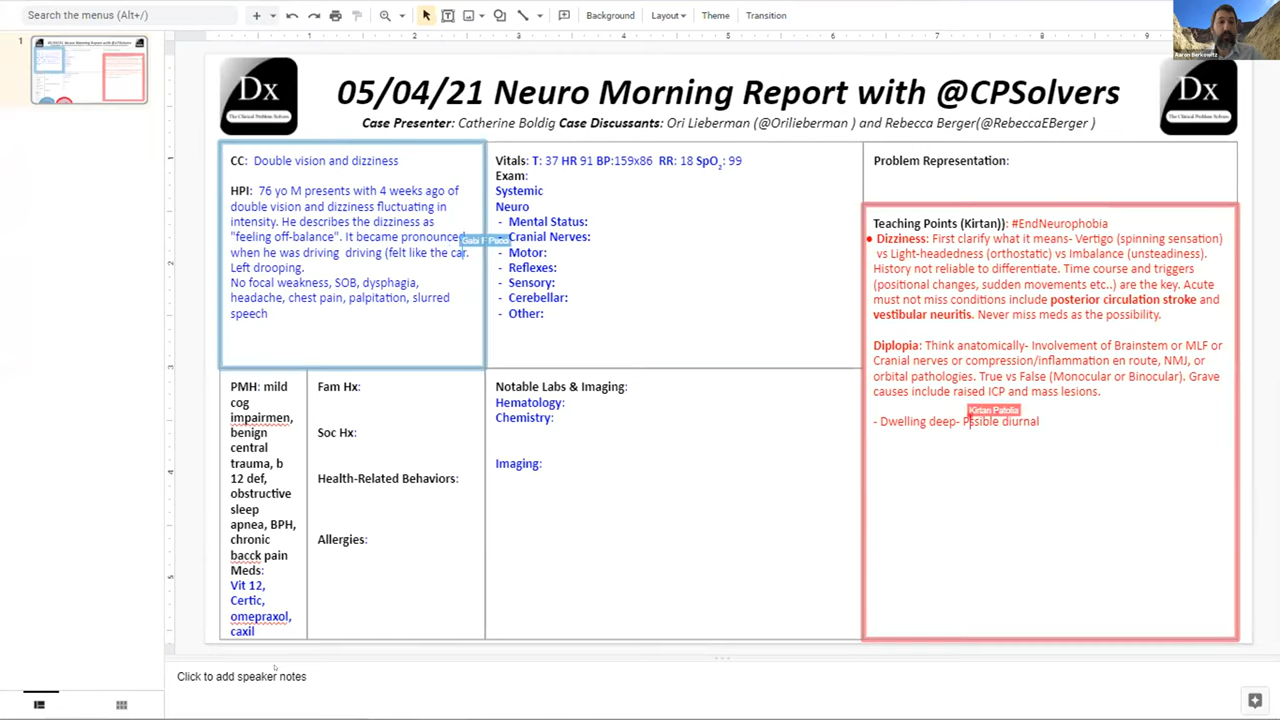 Search the menus (Alt+/)
Background
Layout
Theme
Transition
Aaron Berkowitz
1
1 2 3 4 5 6 7 8 9
Dx
The Clinical Problem Solvers
05/04/21 Neuro Morning Report with @CPSolvers
Case Presenter: Catherine Boldig Case Discussants: Ori Lieberman (@Orilieberman ) and Rebecca Berger(@RebeccaEBerger )
Dx
The Clinical Problem Solvers
CC: Double vision and dizziness
HPI: 76 yo M presents with 4 weeks ago of
double vision and dizziness fluctuating in
intensity. He describes the dizziness as
"feeling off-balance". It became pronounced
when he was driving driving (felt like the car.
Left drooping.
No focal weakness, SOB, dysphagia,
headache, chest pain, palpitation, slurred
speech
Vitals: T: 37 HR 91 BP:159x86 RR: 18 SpO2: 99
Exam:
Systemic
Neuro
- Mental Status:
- Cranial Nerves:
- Motor:
- Reflexes:
- Sensory:
- Cerebellar:
- Other:
Problem Representation:
Teaching Points (Kirtan)): #EndNeurophobia
● Dizziness: First clarify what it means- Vertigo (spinning sensation)
vs Light-headedness (orthostatic) vs Imbalance (unsteadiness).
History not reliable to differentiate. Time course and triggers
(positional changes, sudden movements etc..) are the key. Acute
must not miss conditions include posterior circulation stroke and
vestibular neuritis. Never miss meds as the possibility.
Diplopia: Think anatomically- Involvement of Brainstem or MLF or
Cranial nerves or compression/inflammation en route, NMJ, or
orbital pathologies. True vs False (Monocular or Binocular). Grave
causes include raised ICP and mass lesions.
Kirtan Patolia
- Dwelling deep- Pssible diurnal
PMH: mild
cog
impairmen,
benign
central
trauma, b
12 def,
obstructive
sleep
apnea, BPH,
chronic
bacck pain
Meds:
Vit 12,
Certic,
omepraxol,
caxil
Fam Hx:
Soc Hx:
Health-Related Behaviors:
Allergies:
Notable Labs & Imaging:
Hematology:
Chemistry:
Imaging:
Click to add speaker notes